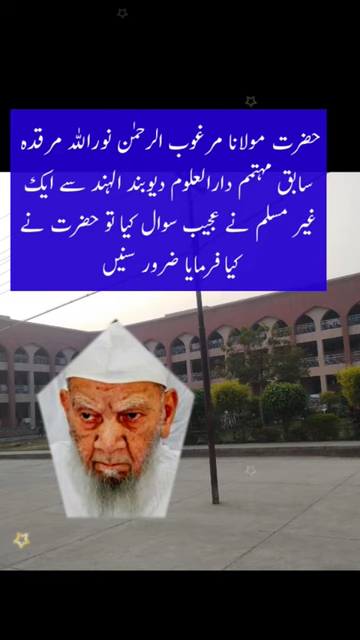 حضرت مولانا مرغوب الرحمٰن نوراللہ مرقدہ
سابق مہتمم دارالعلوم دیوبند الہند سے ایک
غیر مسلم نے عجیب سوال کیا تو حضرت نے
کیا فرمایا ضرور سنیں